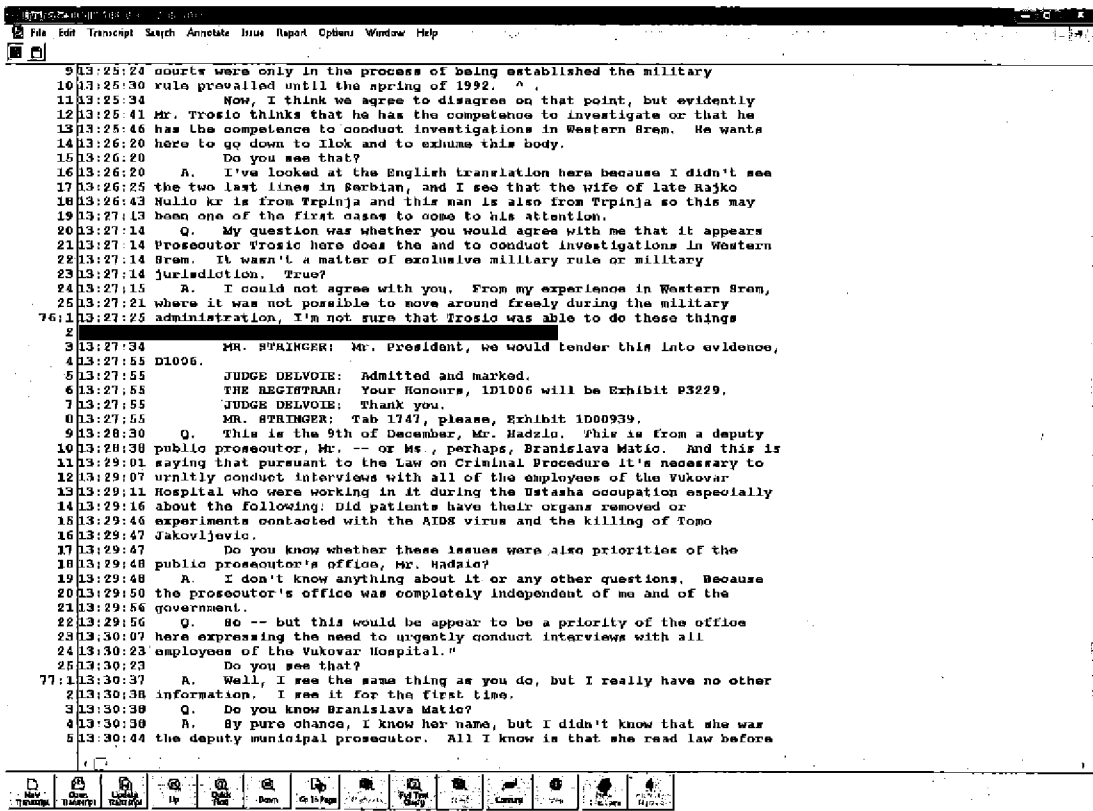 File Edit Transcript Search Annotate Issue Report Options Window Help
9 13:25:24 courts were only in the process of being established the military
10 13:25:30 rule prevailed until the spring of 1992. ^ .
11 13:25:34 Now, I think we agree to disagree on that point, but evidently
12 13:25:41 Mr. Trosic thinks that he has the competence to investigate or that he
13 13:25:46 has the competence to conduct investigations in Western Srem. He wants
14 13:26:20 here to go down to Ilok and to exhume this body.
15 13:26:20 Do you see that?
16 13:26:20 A. I've looked at the English translation here because I didn't see
17 13:26:25 the two last lines in Serbian, and I see that the wife of late Rajko
18 13:26:43 Nulic kr is from Trpinja and this man is also from Trpinja so this may
19 13:27:13 been one of the first cases to come to his attention.
20 13:27:14 Q. My question was whether you would agree with me that it appears
21 13:27:14 Prosecutor Trosic here does the and to conduct investigations in Western
22 13:27:14 Srem. It wasn't a matter of exclusive military rule or military
23 13:27:14 jurisdiction. True?
24 13:27:15 A. I could not agree with you. From my experience in Western Srem,
25 13:27:21 where it was not possible to move around freely during the military
76:1 13:27:25 administration, I'm not sure that Trosic was able to do these things
2
3 13:27:34 MR. STRINGER: Mr. President, we would tender this into evidence,
4 13:27:55 D1006.
5 13:27:55 JUDGE DELVOIE: Admitted and marked.
6 13:27:55 THE REGISTRAR: Your Honours, 1D1006 will be Exhibit P3229.
7 13:27:55 JUDGE DELVOIE: Thank you.
8 13:27:55 MR. STRINGER: Tab 1747, please, Exhibit 1D00939.
9 13:28:30 Q. This is the 9th of December, Mr. Hadzic. This is from a deputy
10 13:28:38 public prosecutor, Mr. -- or Ms., perhaps, Branislava Matic. And this is
11 13:29:01 saying that pursuant to the Law on Criminal Procedure it's necessary to
12 13:29:07 urnltly conduct interviews with all of the employees of the Vukovar
13 13:29:11 Hospital who were working in it during the Ustasha occupation especially
14 13:29:16 about the following: Did patients have their organs removed or
15 13:29:46 experiments contacted with the AIDS virus and the killing of Tomo
16 13:29:47 Jakovljevic.
17 13:29:47 Do you know whether these issues were also priorities of the
18 13:29:48 public prosecutor's office, Mr. Hadzic?
19 13:29:48 A. I don't know anything about it or any other questions. Because
20 13:29:50 the prosecutor's office was completely independent of me and of the
21 13:29:56 government.
22 13:29:56 Q. So -- but this would be appear to be a priority of the office
23 13:30:07 here expressing the need to urgently conduct interviews with all
24 13:30:23 employees of the Vukovar Hospital."
25 13:30:23 Do you see that?
77:1 13:30:37 A. Well, I see the same thing as you do, but I really have no other
2 13:30:38 information. I see it for the first time.
3 13:30:38 Q. Do you know Branislava Matic?
4 13:30:38 A. By pure chance, I know her name, but I didn't know that she was
5 13:30:44 the deputy municipal prosecutor. All I know is that she read law before
New Transcript Open Transcript Update Transcript Up Quick Find Down Go To Page Full Text Query